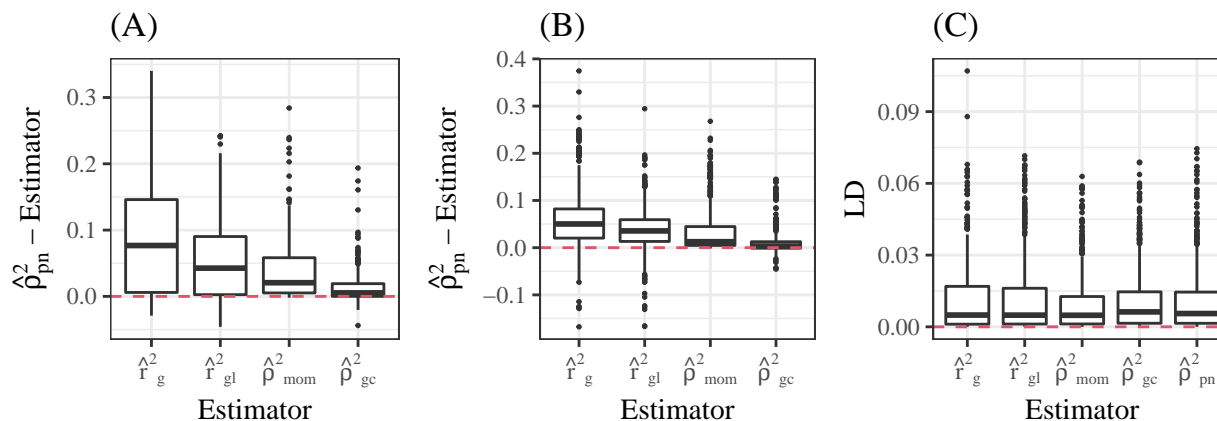 (A)
(B)
(C)
ρ̂²pn − Estimator
0.3
0.2
0.1
0.0
r̂²g
r̂²gl
ρ̂²mom
ρ̂²gc
Estimator
ρ̂²pn − Estimator
0.4
0.3
0.2
0.1
0.0
−0.1
r̂²g
r̂²gl
ρ̂²mom
ρ̂²gc
Estimator
LD
0.09
0.06
0.03
0.00
r̂²g
r̂²gl
ρ̂²mom
ρ̂²gc
ρ̂²pn
Estimator